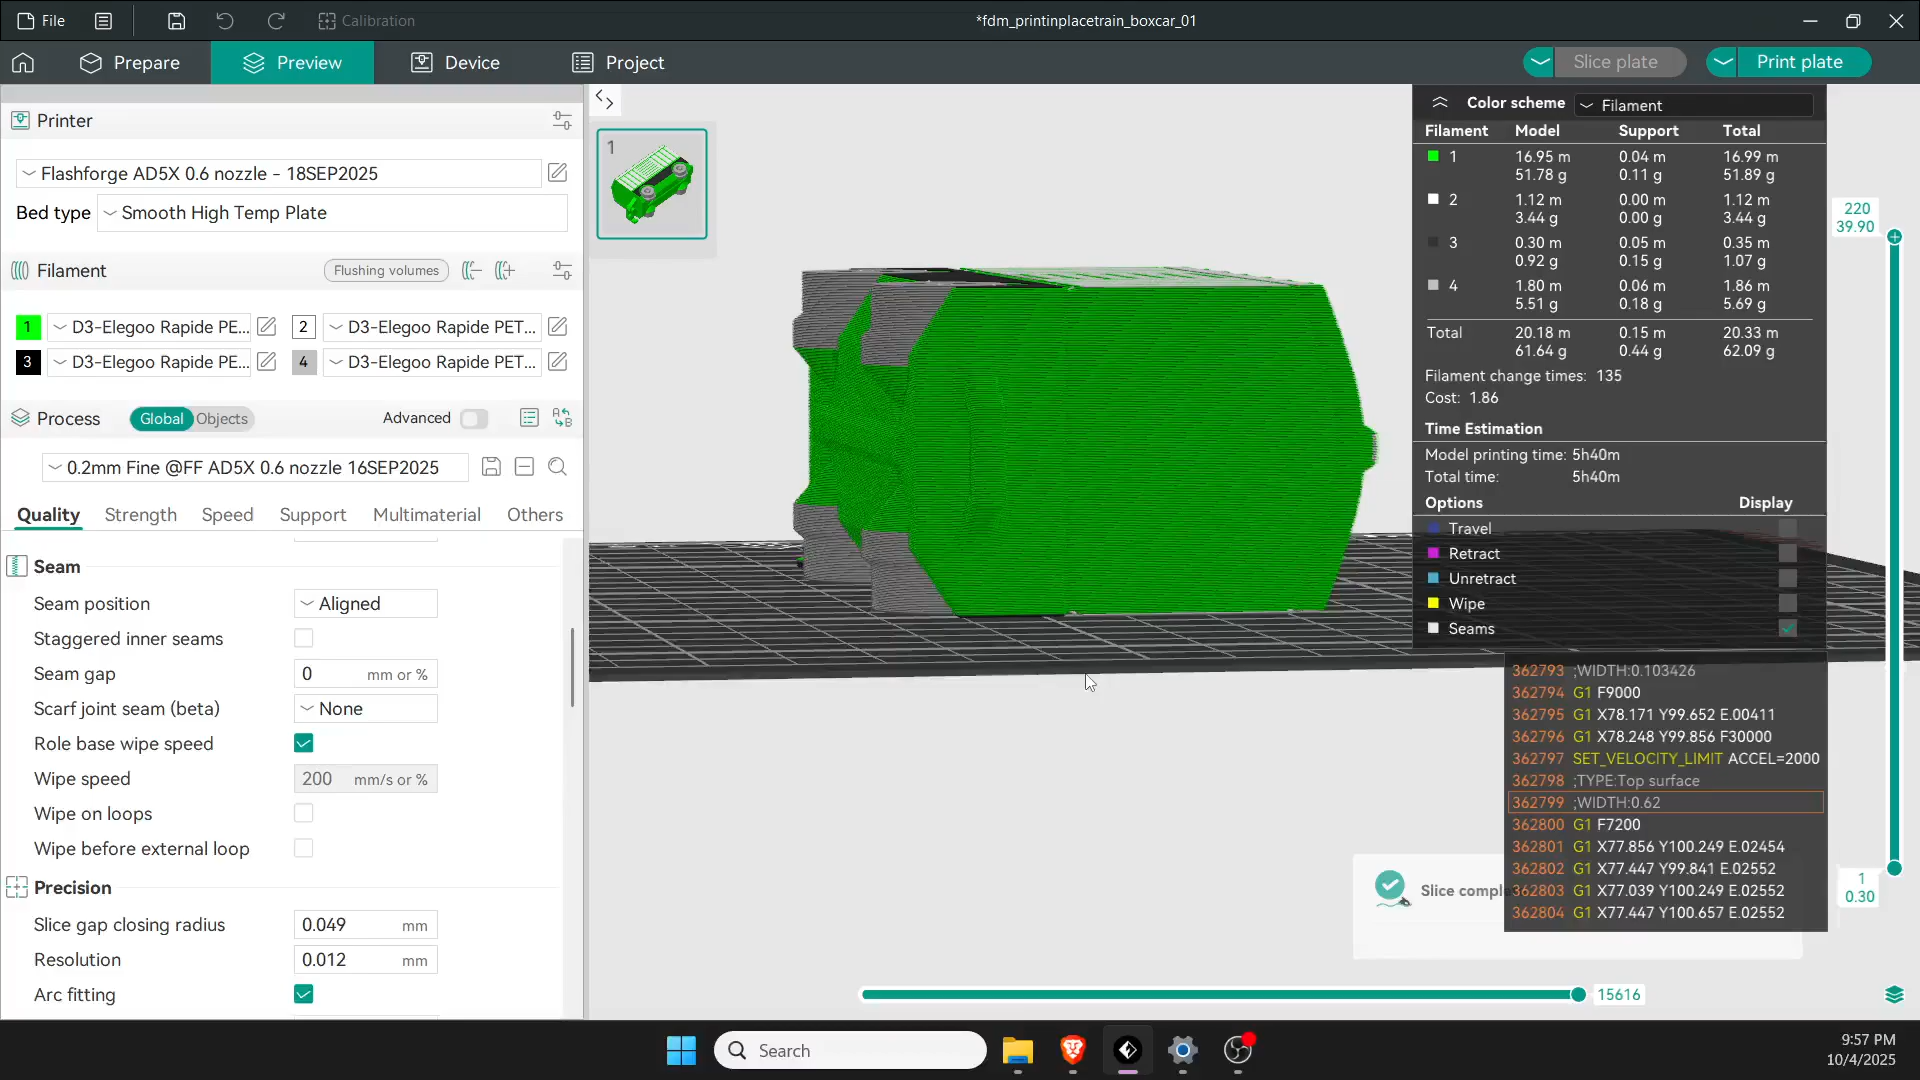 File
Calibration
*fdm_printinplacetrain_boxcar_01
Prepare
Preview
Device
Project
Slice plate
Print plate
Printer
Flashforge AD5X 0.6 nozzle - 18SEP2025
Bed type
Smooth High Temp Plate
Filament
Flushing volumes
1 D3-Elegoo Rapide PE...
2 D3-Elegoo Rapide PET...
3 D3-Elegoo Rapide PE...
4 D3-Elegoo Rapide PET...
Process
Global
Objects
Advanced
0.2mm Fine @FF AD5X 0.6 nozzle 16SEP2025
Quality
Strength
Speed
Support
Multimaterial
Others
Seam
Seam position
Aligned
Staggered inner seams
Seam gap
0 mm or %
Scarf joint seam (beta)
None
Role base wipe speed
Wipe speed
200 mm/s or %
Wipe on loops
Wipe before external loop
Precision
Slice gap closing radius
0.049 mm
Resolution
0.012 mm
Arc fitting
1
Color scheme
Filament
Filament Model Support Total
1 16.95 m 0.04 m 16.99 m
51.78 g 0.11 g 51.89 g
2 1.12 m 0.00 m 1.12 m
3.44 g 0.00 g 3.44 g
3 0.30 m 0.05 m 0.35 m
0.92 g 0.15 g 1.07 g
4 1.80 m 0.06 m 1.86 m
5.51 g 0.18 g 5.69 g
Total 20.18 m 0.15 m 20.33 m
61.64 g 0.44 g 62.09 g
Filament change times: 135
Cost: 1.86
Time Estimation
Model printing time: 5h40m
Total time: 5h40m
Options Display
Travel
Retract
Unretract
Wipe
Seams
220
39.90
362793 ;WIDTH:0.103426
362794 G1 F9000
362795 G1 X78.171 Y99.652 E.00411
362796 G1 X78.248 Y99.856 F30000
362797 SET_VELOCITY_LIMIT ACCEL=2000
362798 ;TYPE:Top surface
362799 ;WIDTH:0.62
362800 G1 F7200
362801 G1 X77.856 Y100.249 E.02454
362802 G1 X77.447 Y99.841 E.02552
362803 G1 X77.039 Y100.249 E.02552
362804 G1 X77.447 Y100.657 E.02552
1
0.30
Slice comple
15616
Search
9:57 PM
10/4/2025